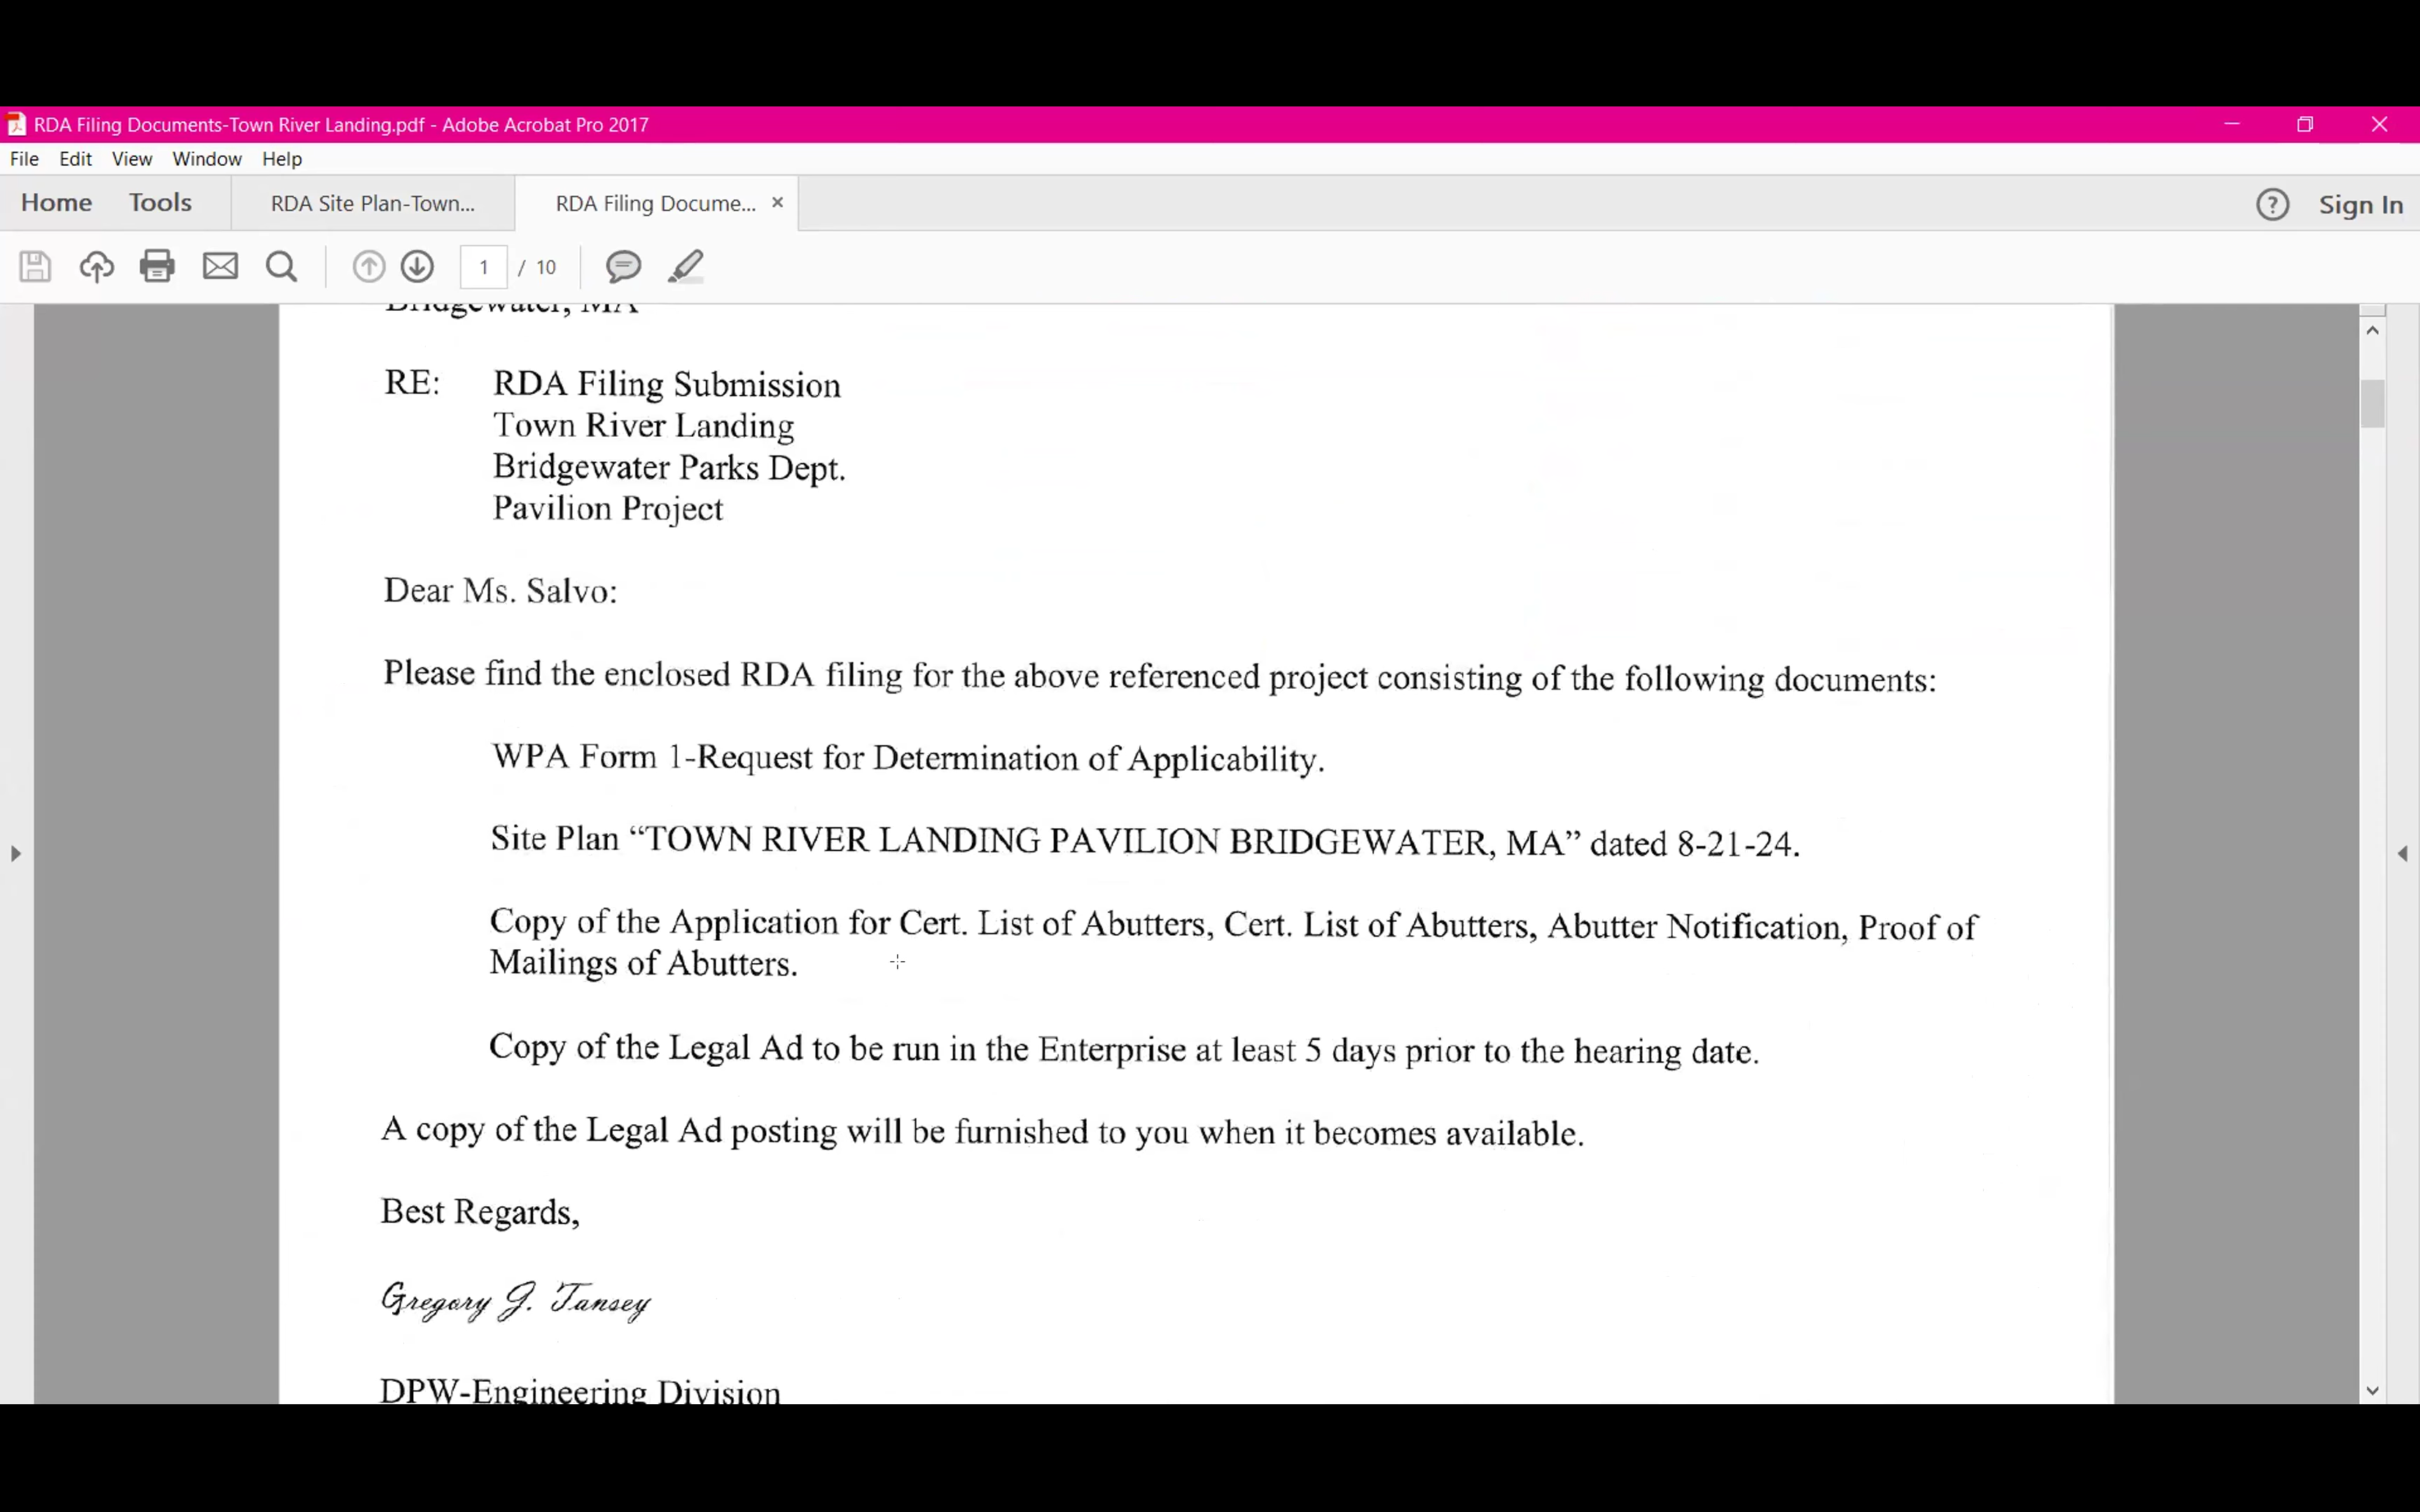 RDA Filing Documents-Town River Landing.pdf - Adobe Acrobat Pro 2017
File Edit View Window Help
Home Tools RDA Site Plan-Town... RDA Filing Docume... × ? Sign In
1 / 10
Bridgewater, MA
RE: RDA Filing Submission
Town River Landing
Bridgewater Parks Dept.
Pavilion Project
Dear Ms. Salvo:
Please find the enclosed RDA filing for the above referenced project consisting of the following documents:
WPA Form 1-Request for Determination of Applicability.
Site Plan “TOWN RIVER LANDING PAVILION BRIDGEWATER, MA” dated 8-21-24.
Copy of the Application for Cert. List of Abutters, Cert. List of Abutters, Abutter Notification, Proof of
Mailings of Abutters.
Copy of the Legal Ad to be run in the Enterprise at least 5 days prior to the hearing date.
A copy of the Legal Ad posting will be furnished to you when it becomes available.
Best Regards,
Gregory J. Tansey
DPW-Engineering Division